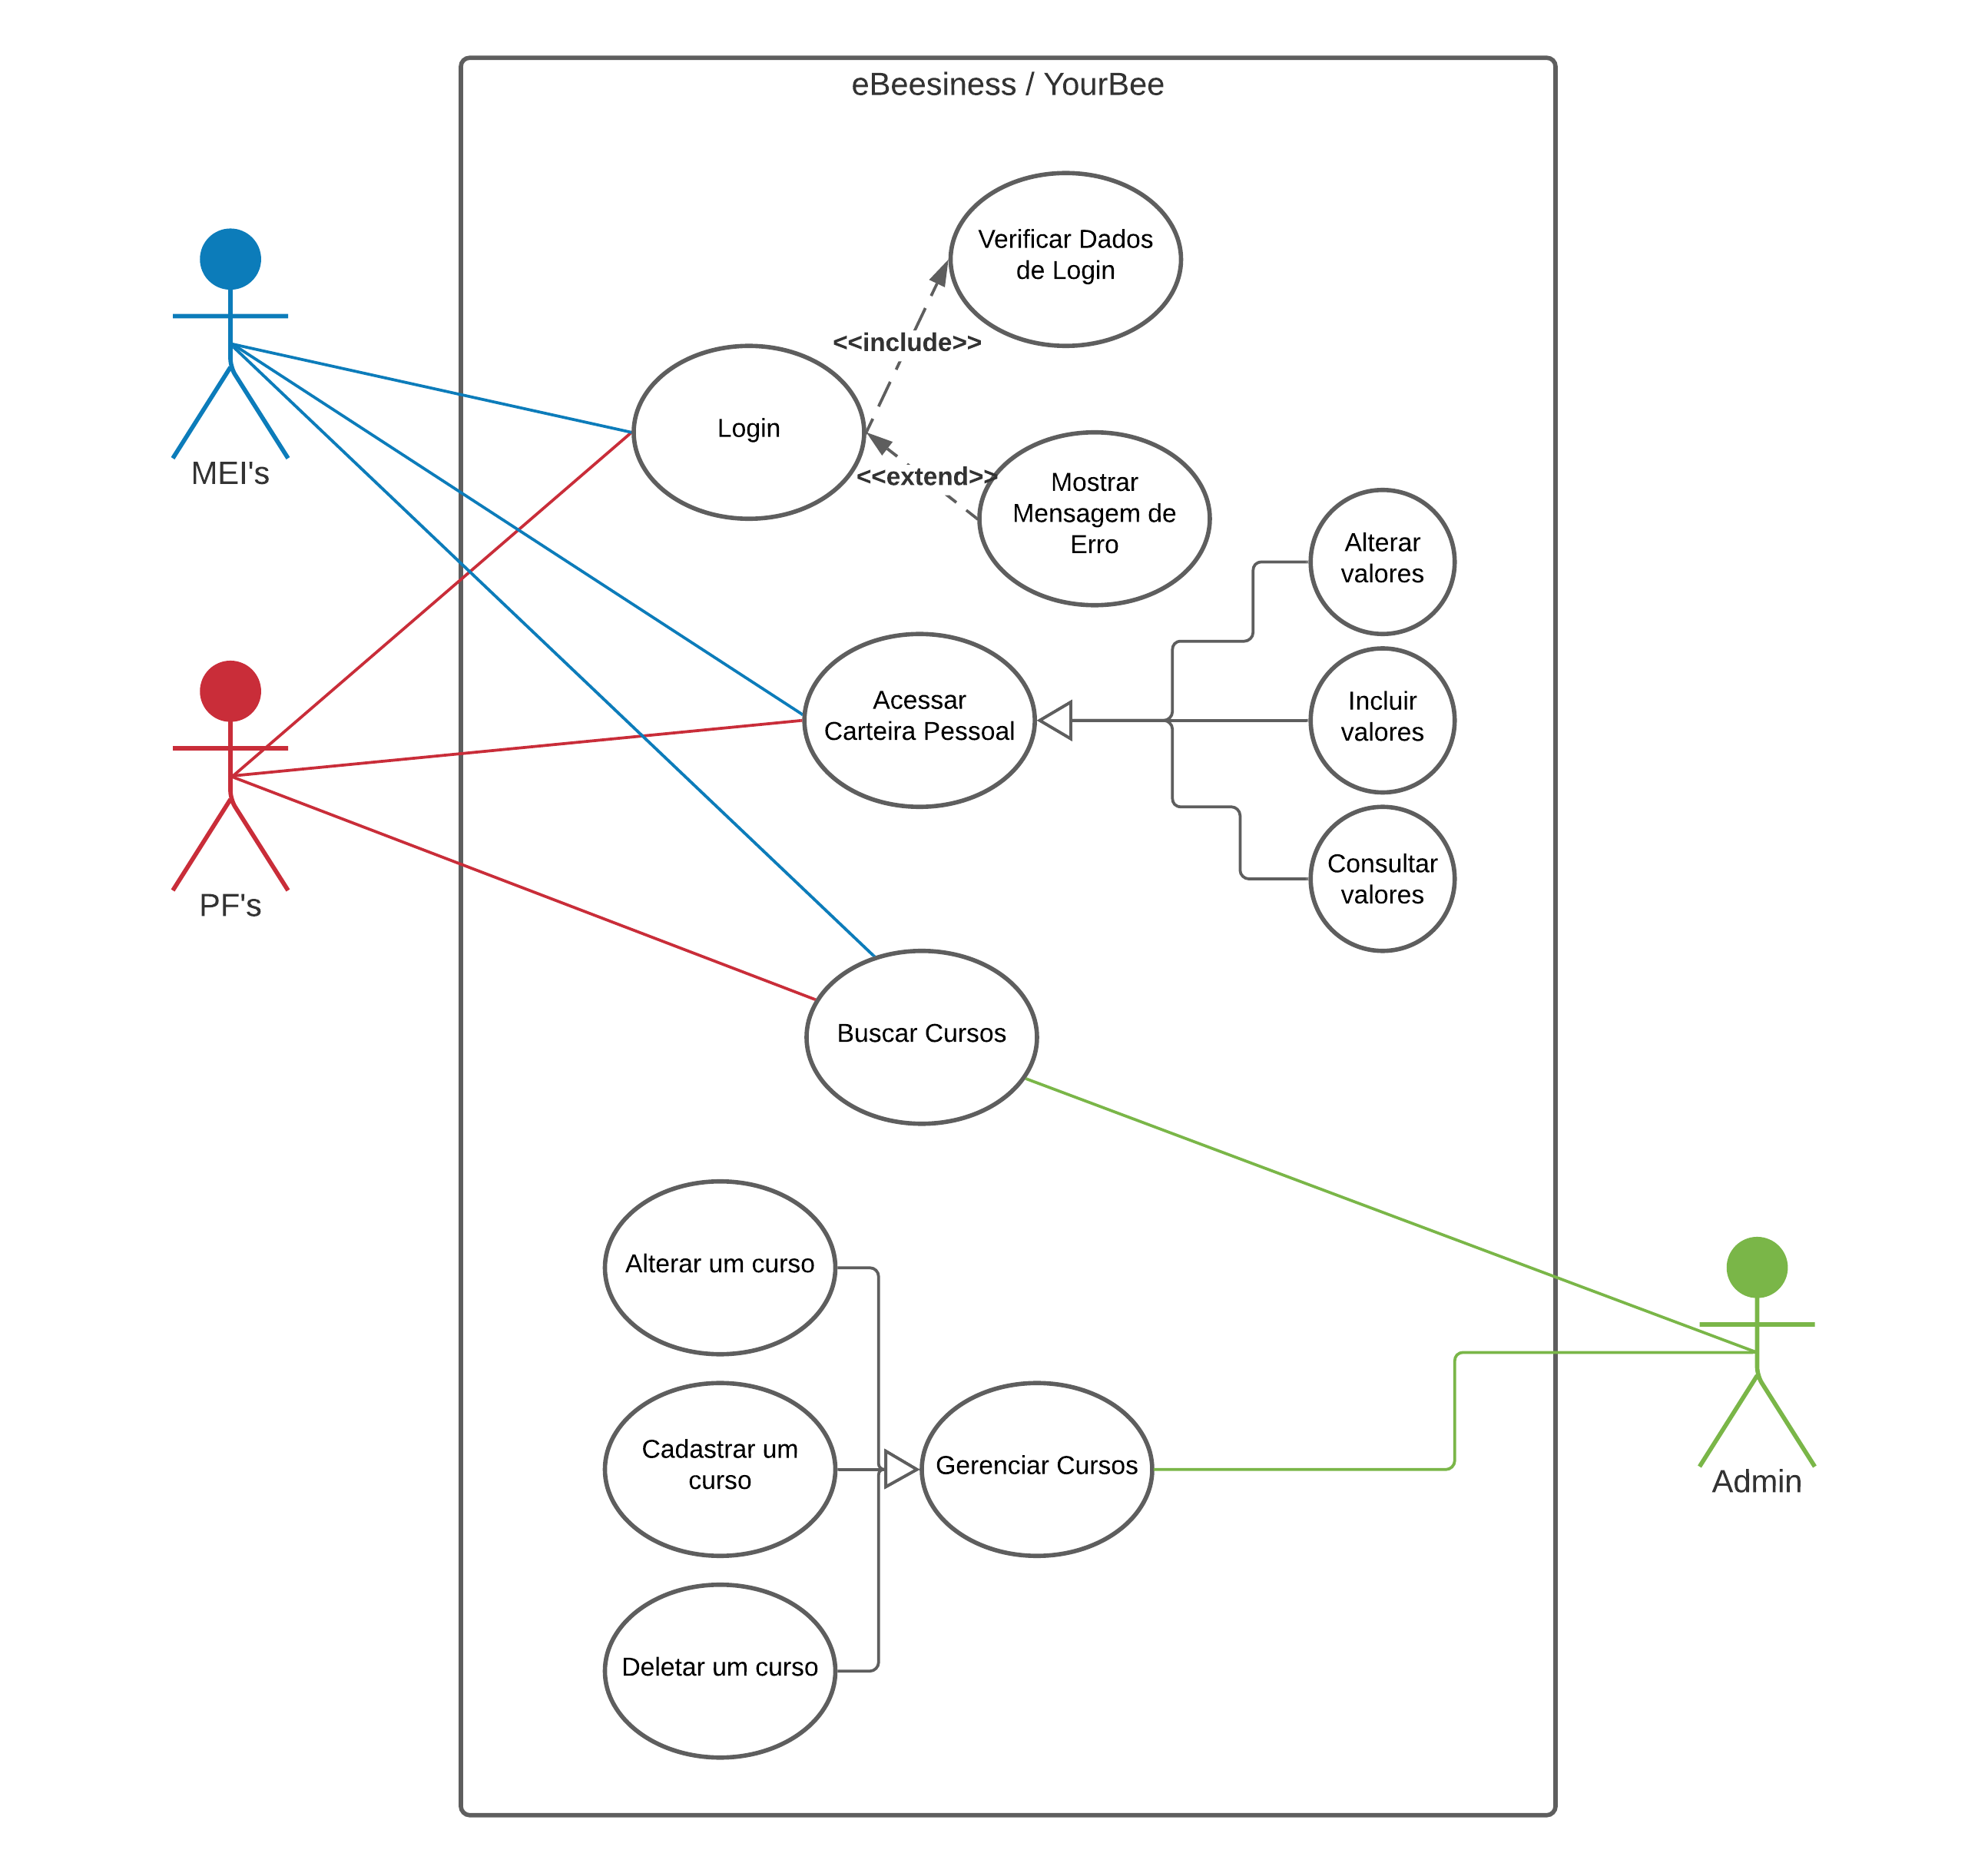 eBeesiness / YourBee
Verificar Dados
de Login
<<include>>
Login
MEI's
<<extend>>
Mostrar
Mensagem de
Erro
Alterar
valores
Acessar
Carteira Pessoal
Incluir
valores
Consultar
valores
PF's
Buscar Cursos
Alterar um curso
Cadastrar um
curso
Gerenciar Cursos
Admin
Deletar um curso